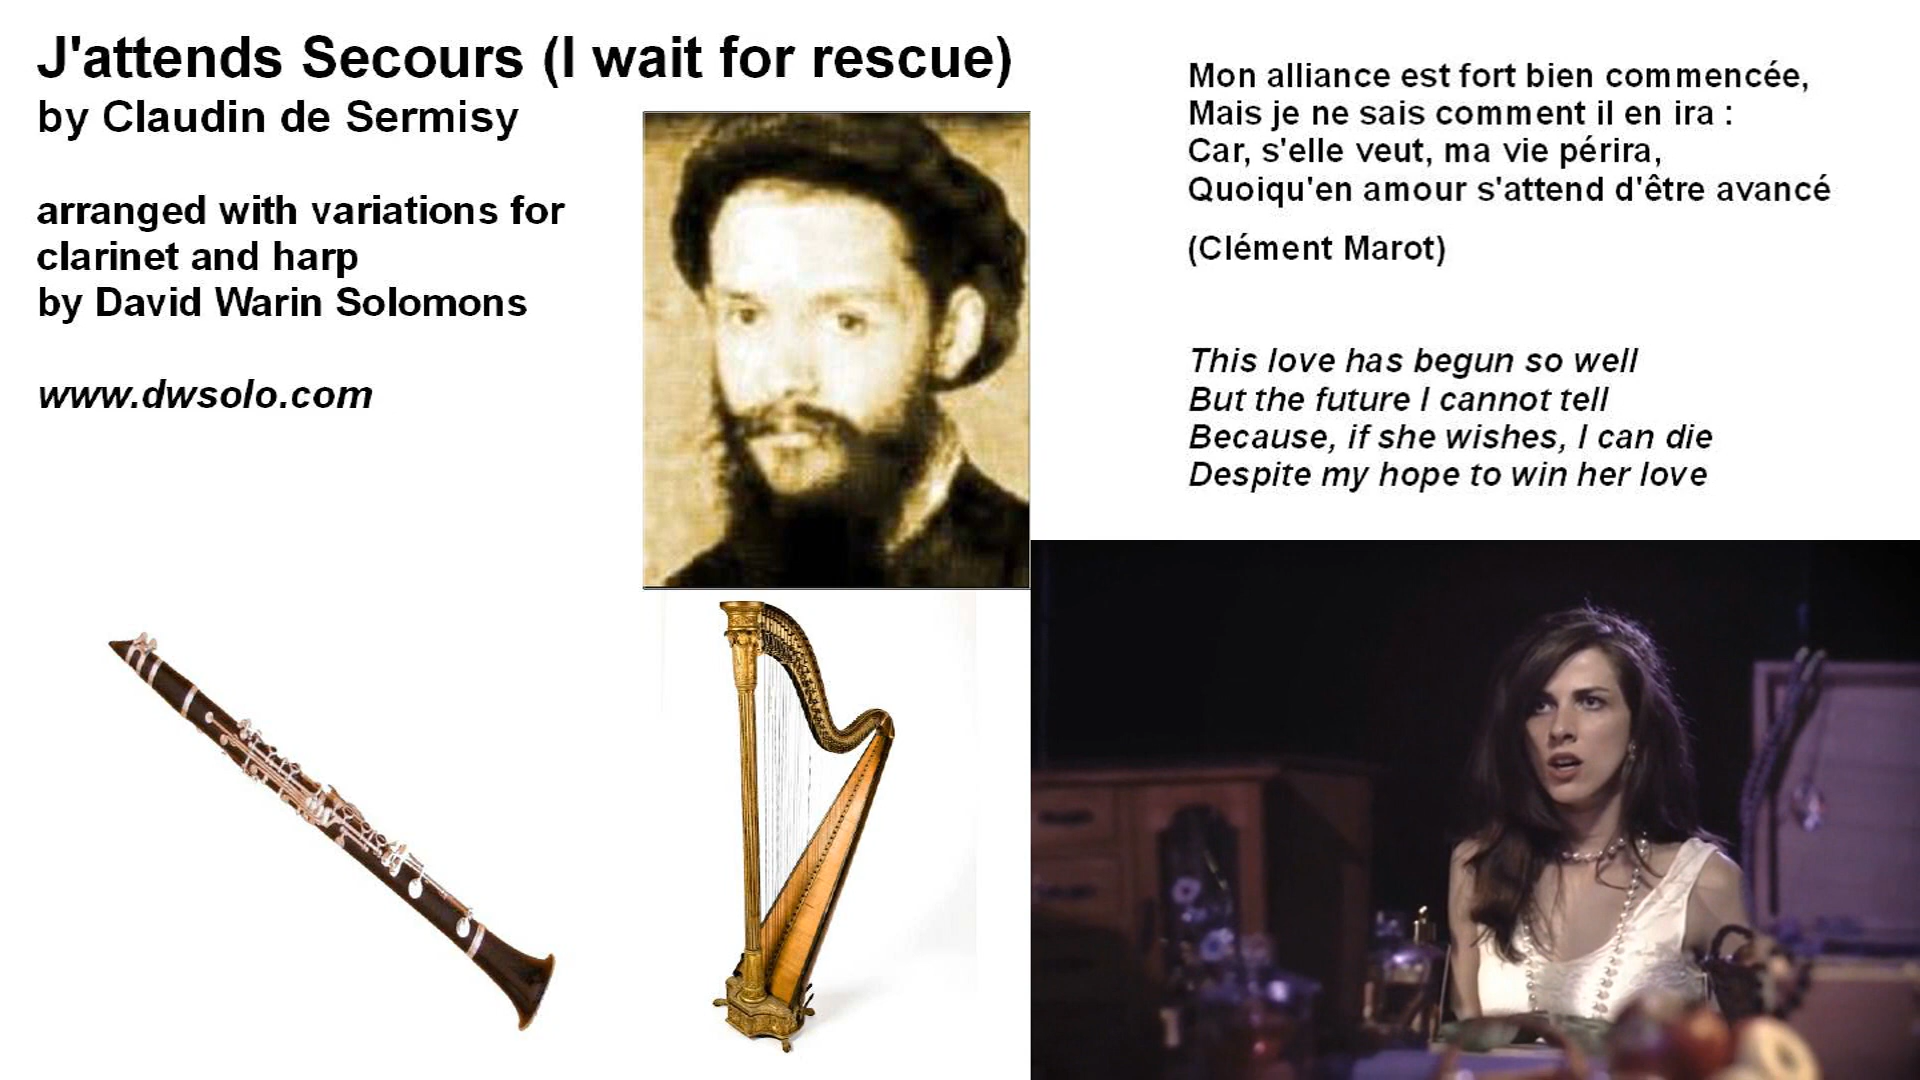 J'attends Secours (I wait for rescue)
by Claudin de Sermisy
arranged with variations for
clarinet and harp
by David Warin Solomons
www.dwsolo.com
Mon alliance est fort bien commencée,
Mais je ne sais comment il en ira :
Car, s'elle veut, ma vie périra,
Quoiqu'en amour s'attend d'être avancé
(Clément Marot)
This love has begun so well
But the future I cannot tell
Because, if she wishes, I can die
Despite my hope to win her love